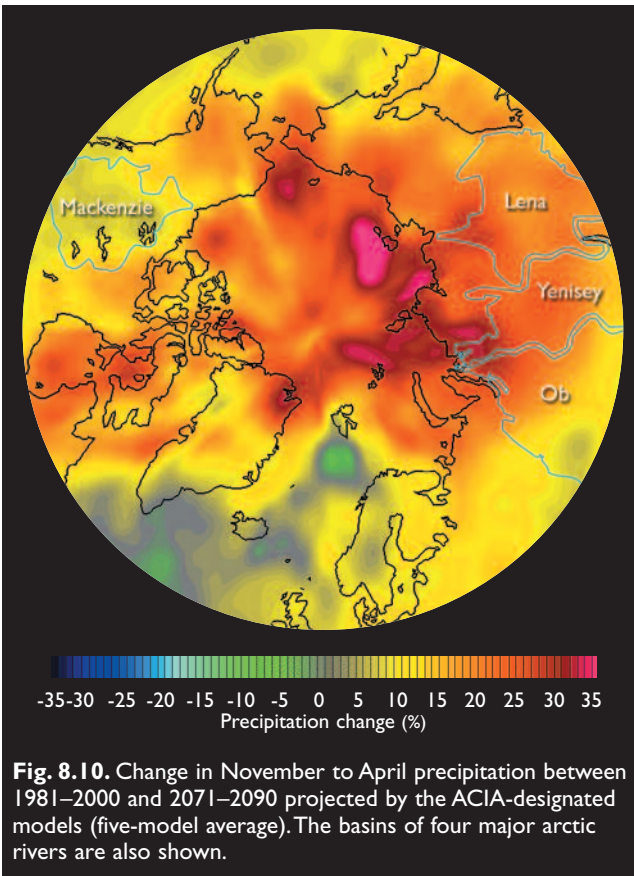 Mackenzie
Lena
Yenisey
Ob
-35 -30 -25 -20 -15 -10 -5 0 5 10 15 20 25 30 35
Precipitation change (%)
Fig. 8.10. Change in November to April precipitation between
1981–2000 and 2071–2090 projected by the ACIA-designated
models (five-model average). The basins of four major arctic
rivers are also shown.